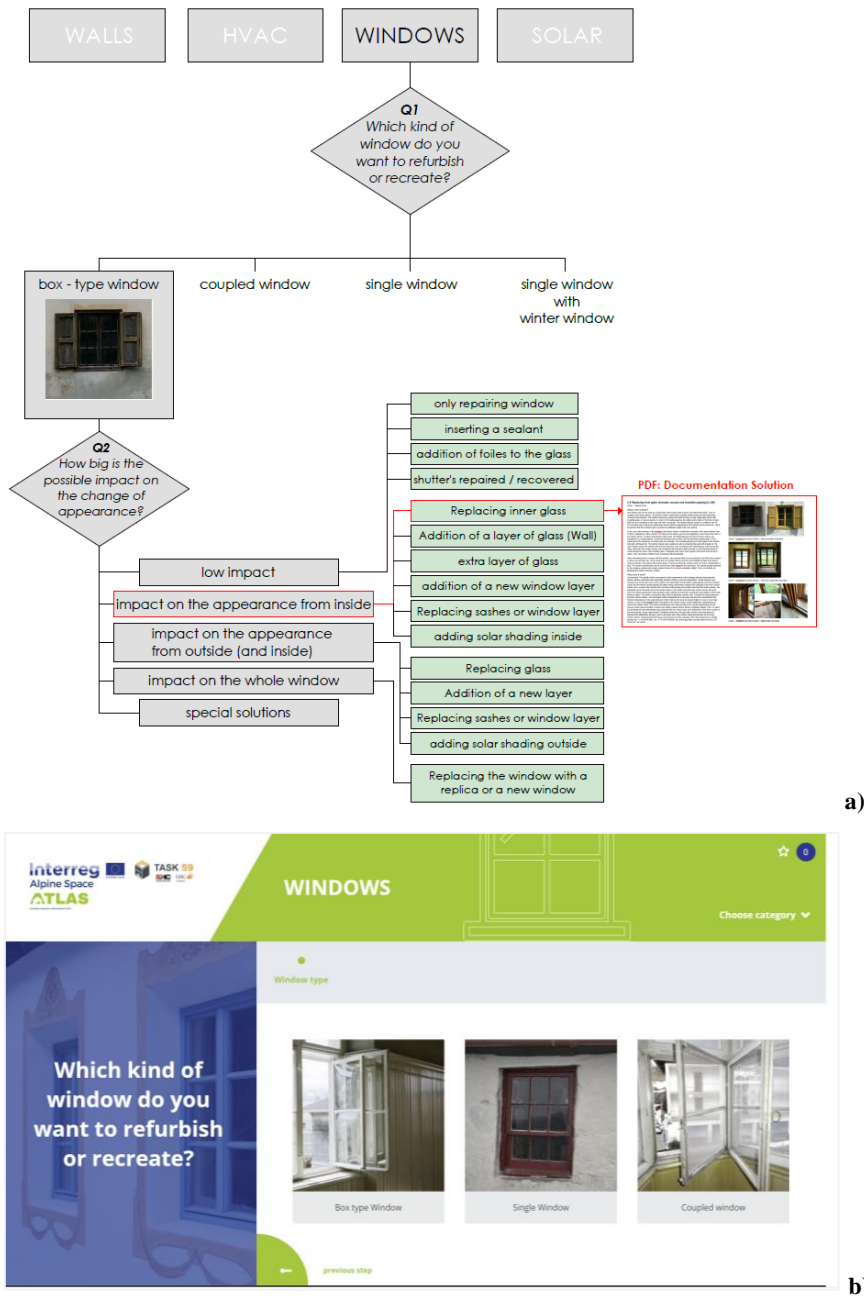 WALLS
HVAC
WINDOWS
SOLAR
Q1
Which kind of
window do you
want to refurbish
or recreate?
box - type window
coupled window
single window
single window
with
winter window
Q2
How big is the
possible impact on
the change of
appearance?
only repairing window
inserting a sealant
addition of foiles to the glass
shutter's repaired / recovered
PDF: Documentation Solution
Replacing inner glass
Addition of a layer of glass (Wall)
extra layer of glass
addition of a new window layer
Replacing sashes or window layer
adding solar shading inside
low impact
impact on the appearance from inside
impact on the appearance
from outside (and inside)
impact on the whole window
special solutions
Replacing glass
Addition of a new layer
Replacing sashes or window layer
adding solar shading outside
Replacing the window with a
replica or a new window
a)
Interreg
Alpine Space
ATLAS
TASK 59
SHC
WINDOWS
0
Choose category
Window type
Which kind of
window do you
want to refurbish
or recreate?
Box type Window
Single Window
Coupled window
previous step
b)